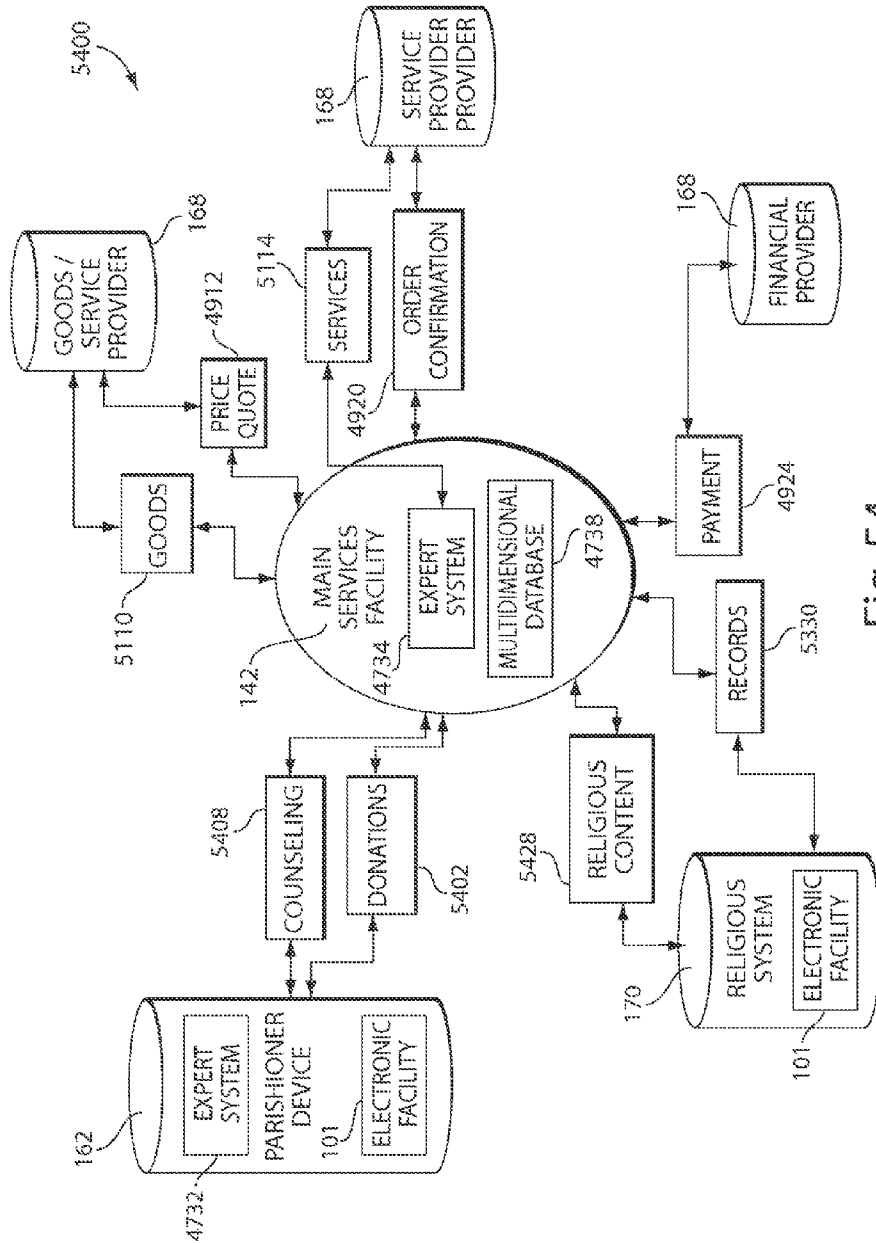 5400
GOODS /
SERVICE
PROVIDER
168
4912
PRICE
QUOTE
GOODS
5110
SERVICE
PROVIDER
PROVIDER
168
SERVICES
5114
ORDER
CONFIRMATION
4920
MAIN
SERVICES
FACILITY
142
EXPERT
SYSTEM
4734
MULTIDIMENSIONAL
DATABASE
4738
FINANCIAL
PROVIDER
168
PAYMENT
4924
RECORDS
5330
RELIGIOUS
CONTENT
5428
RELIGIOUS
SYSTEM
170
ELECTRONIC
FACILITY
101
COUNSELING
5408
DONATIONS
5402
162
EXPERT
SYSTEM
4732
PARISHIONER
DEVICE
ELECTRONIC
FACILITY
101